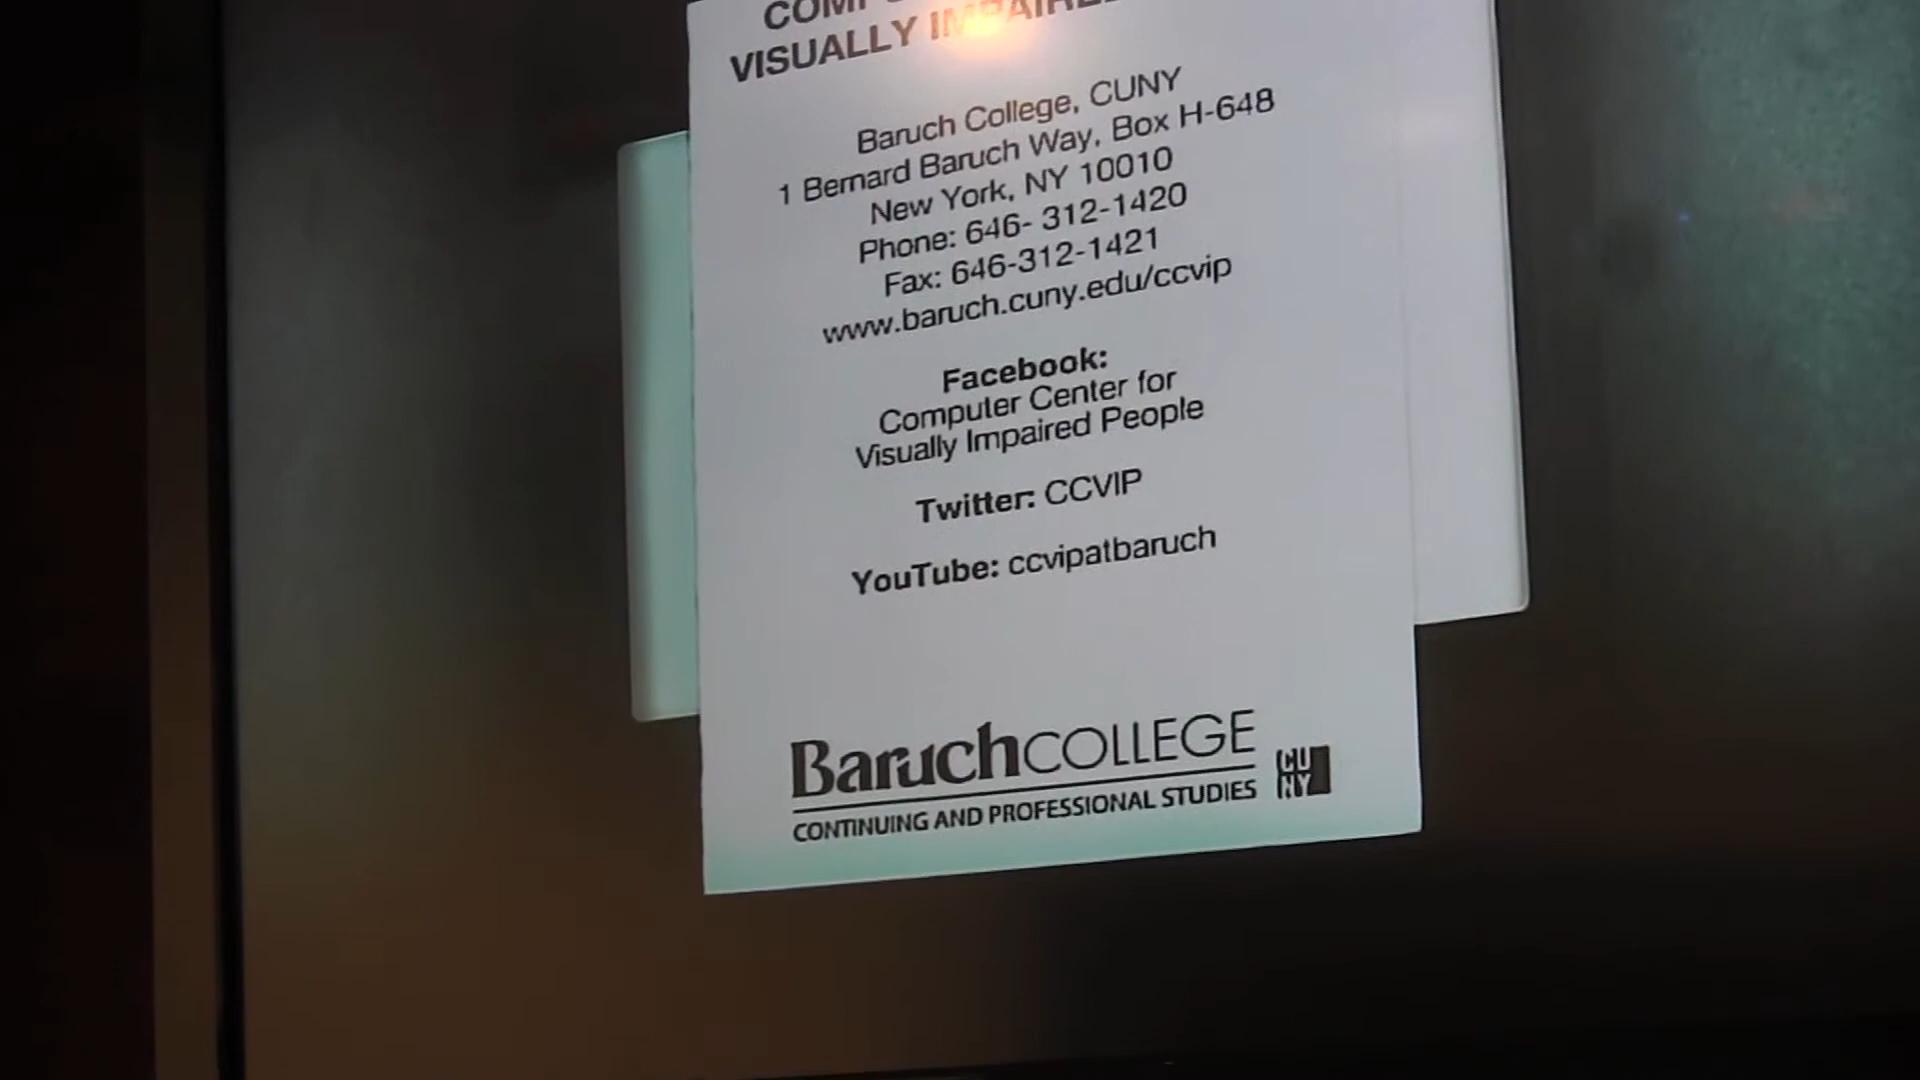 VISUALLY IMPAIRED
Baruch College, CUNY
1 Bernard Baruch Way, Box H-648
New York, NY 10010
Phone: 646- 312-1420
Fax: 646-312-1421
www.baruch.cuny.edu/ccvip
Facebook:
Computer Center for
Visually Impaired People
Twitter: CCVIP
YouTube: ccvipatbaruch
BaruchCOLLEGE
CONTINUING AND PROFESSIONAL STUDIES
CUNY